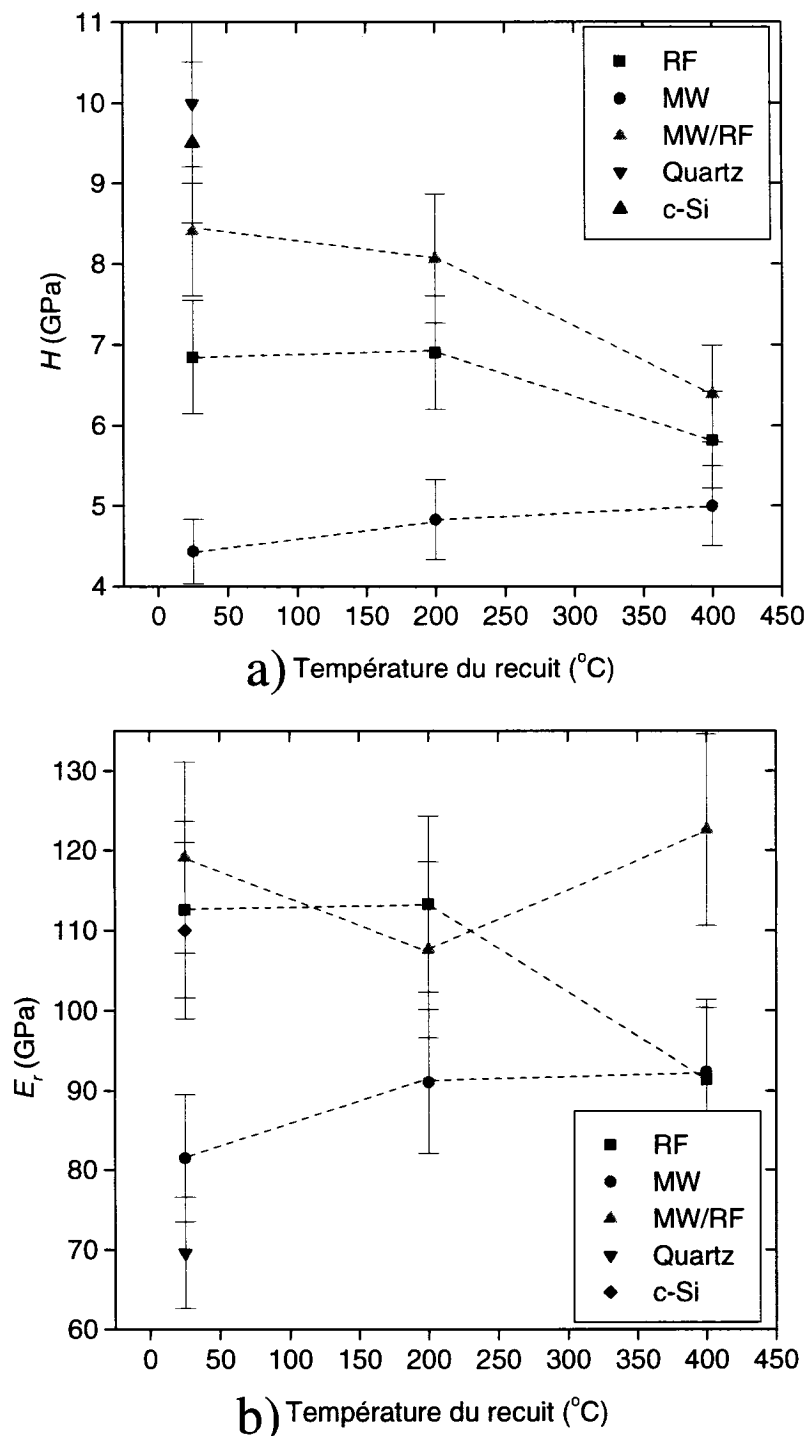 11
10
9
8
7
6
5
4
H (GPa)
RF
MW
MW/RF
Quartz
c-Si
0 50 100 150 200 250 300 350 400 450
a) Température du recuit (°C)
130
120
110
100
90
80
70
60
Er (GPa)
RF
MW
MW/RF
Quartz
c-Si
0 50 100 150 200 250 300 350 400 450
b) Température du recuit (°C)